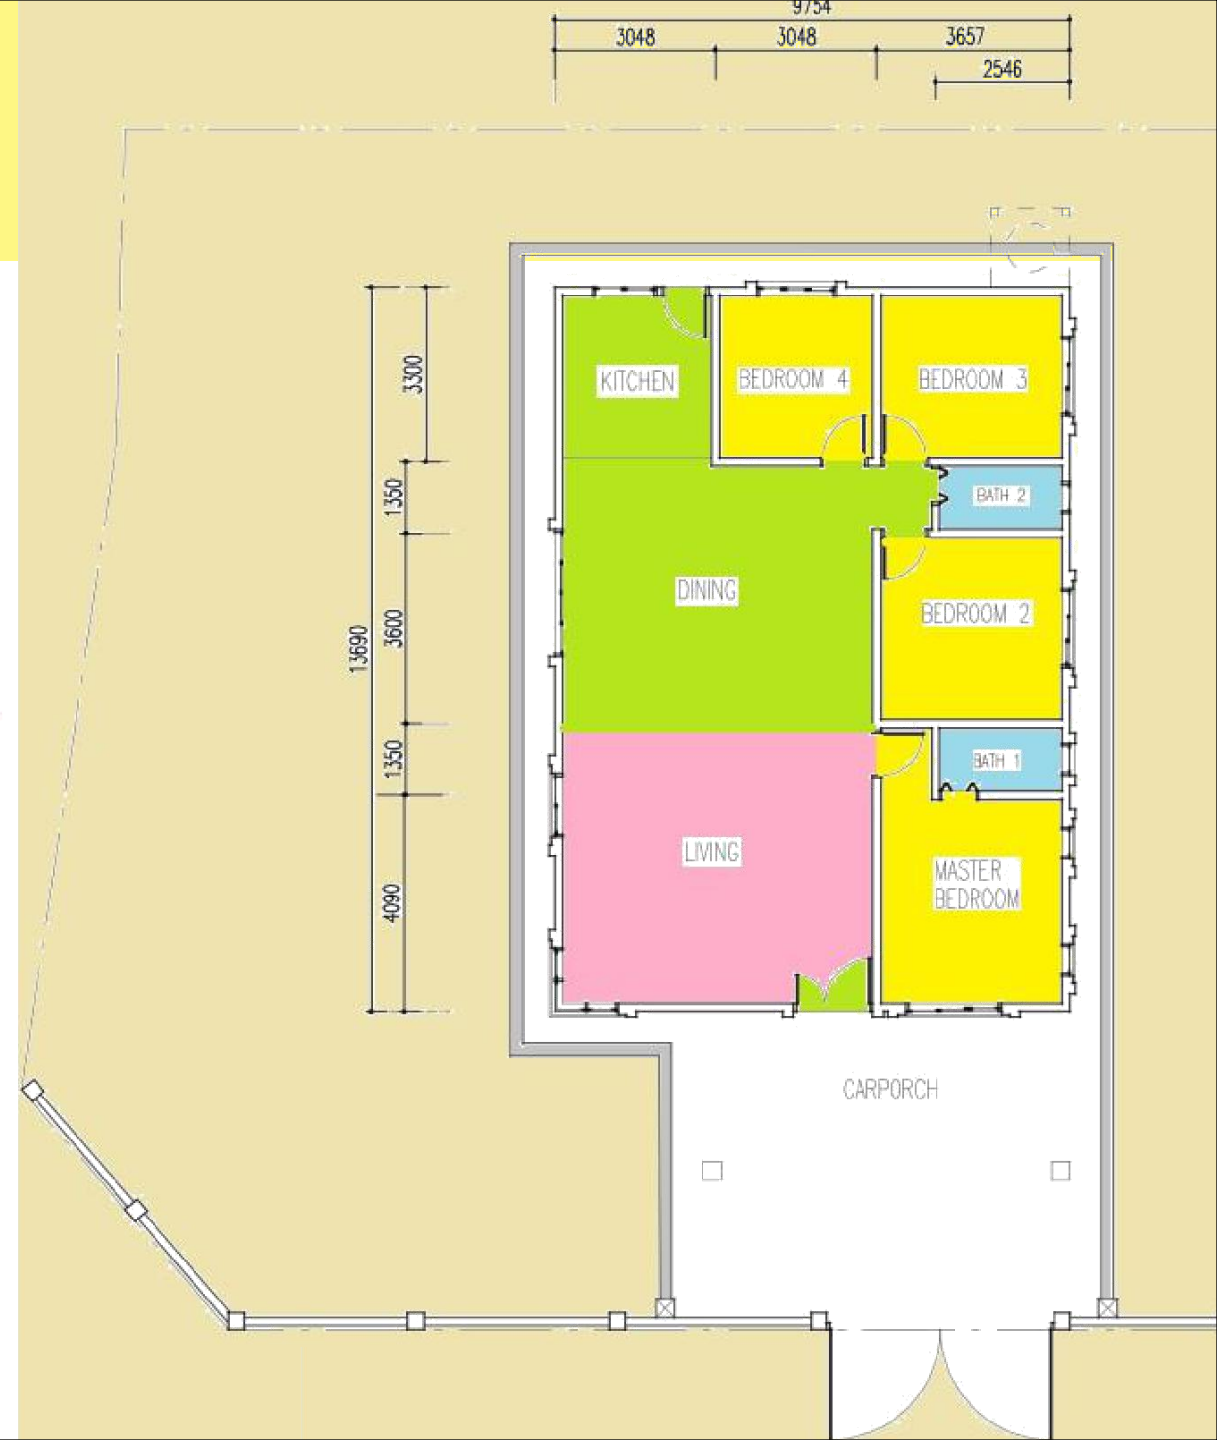 9754
3048
3048
3657
2546
3300
KITCHEN
BEDROOM 4
BEDROOM 3
1350
BATH 2
DINING
BEDROOM 2
3600
13690
1350
BATH 1
LIVING
MASTER
BEDROOM
4090
CARPORCH